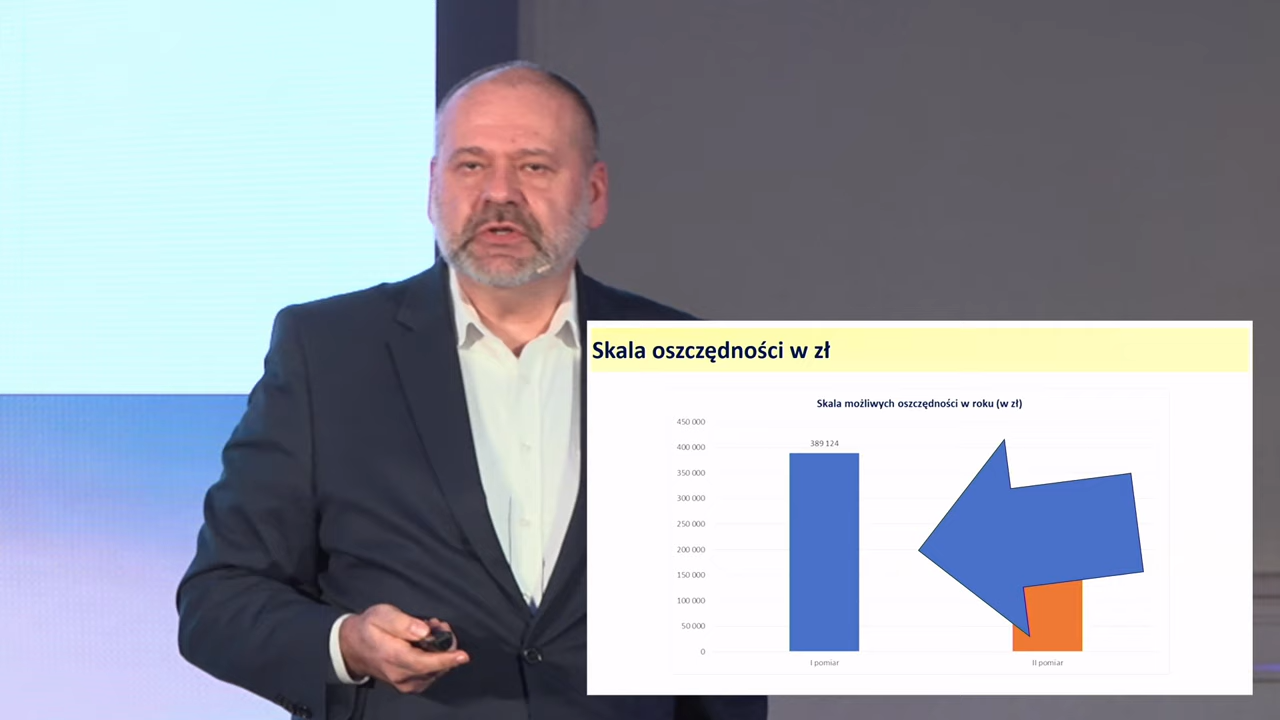 Skala oszczędności w zł
Skala możliwych oszczędności w roku (w zł)
450 000
400 000
350 000
300 000
250 000
200 000
150 000
100 000
50 000
0
389 124
I pomiar
II pomiar